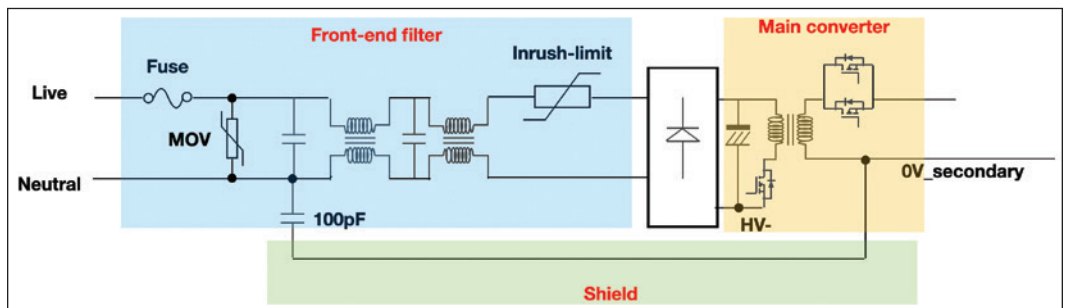 Front-end filter
Main converter
Fuse
Inrush-limit
Live
MOV
Neutral
0V_secondary
100pF
HV-
Shield